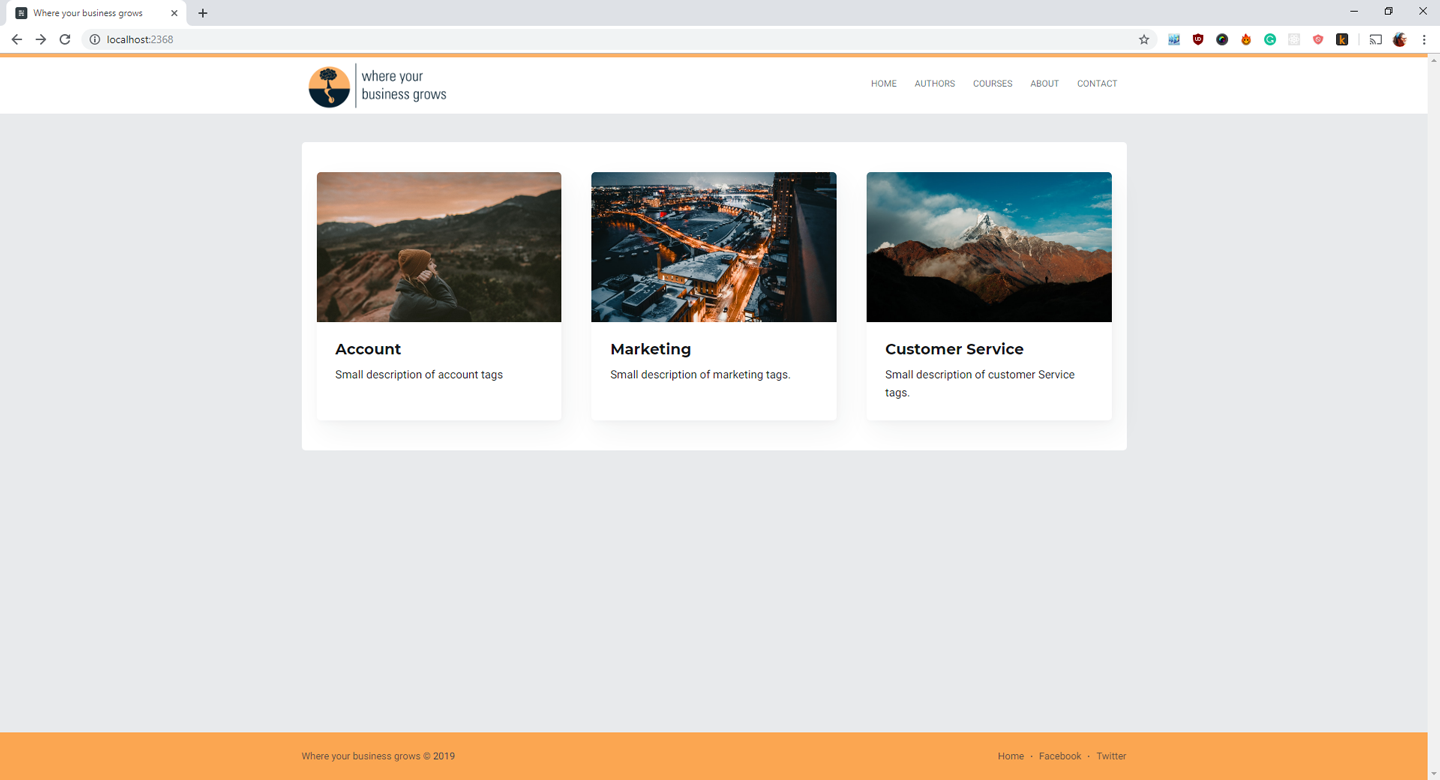 Where your business grows
localhost:2368
where your
business grows
HOME AUTHORS COURSES ABOUT CONTACT
Account
Small description of account tags
Marketing
Small description of marketing tags.
Customer Service
Small description of customer Service
tags.
Where your business grows © 2019
Home · Facebook · Twitter